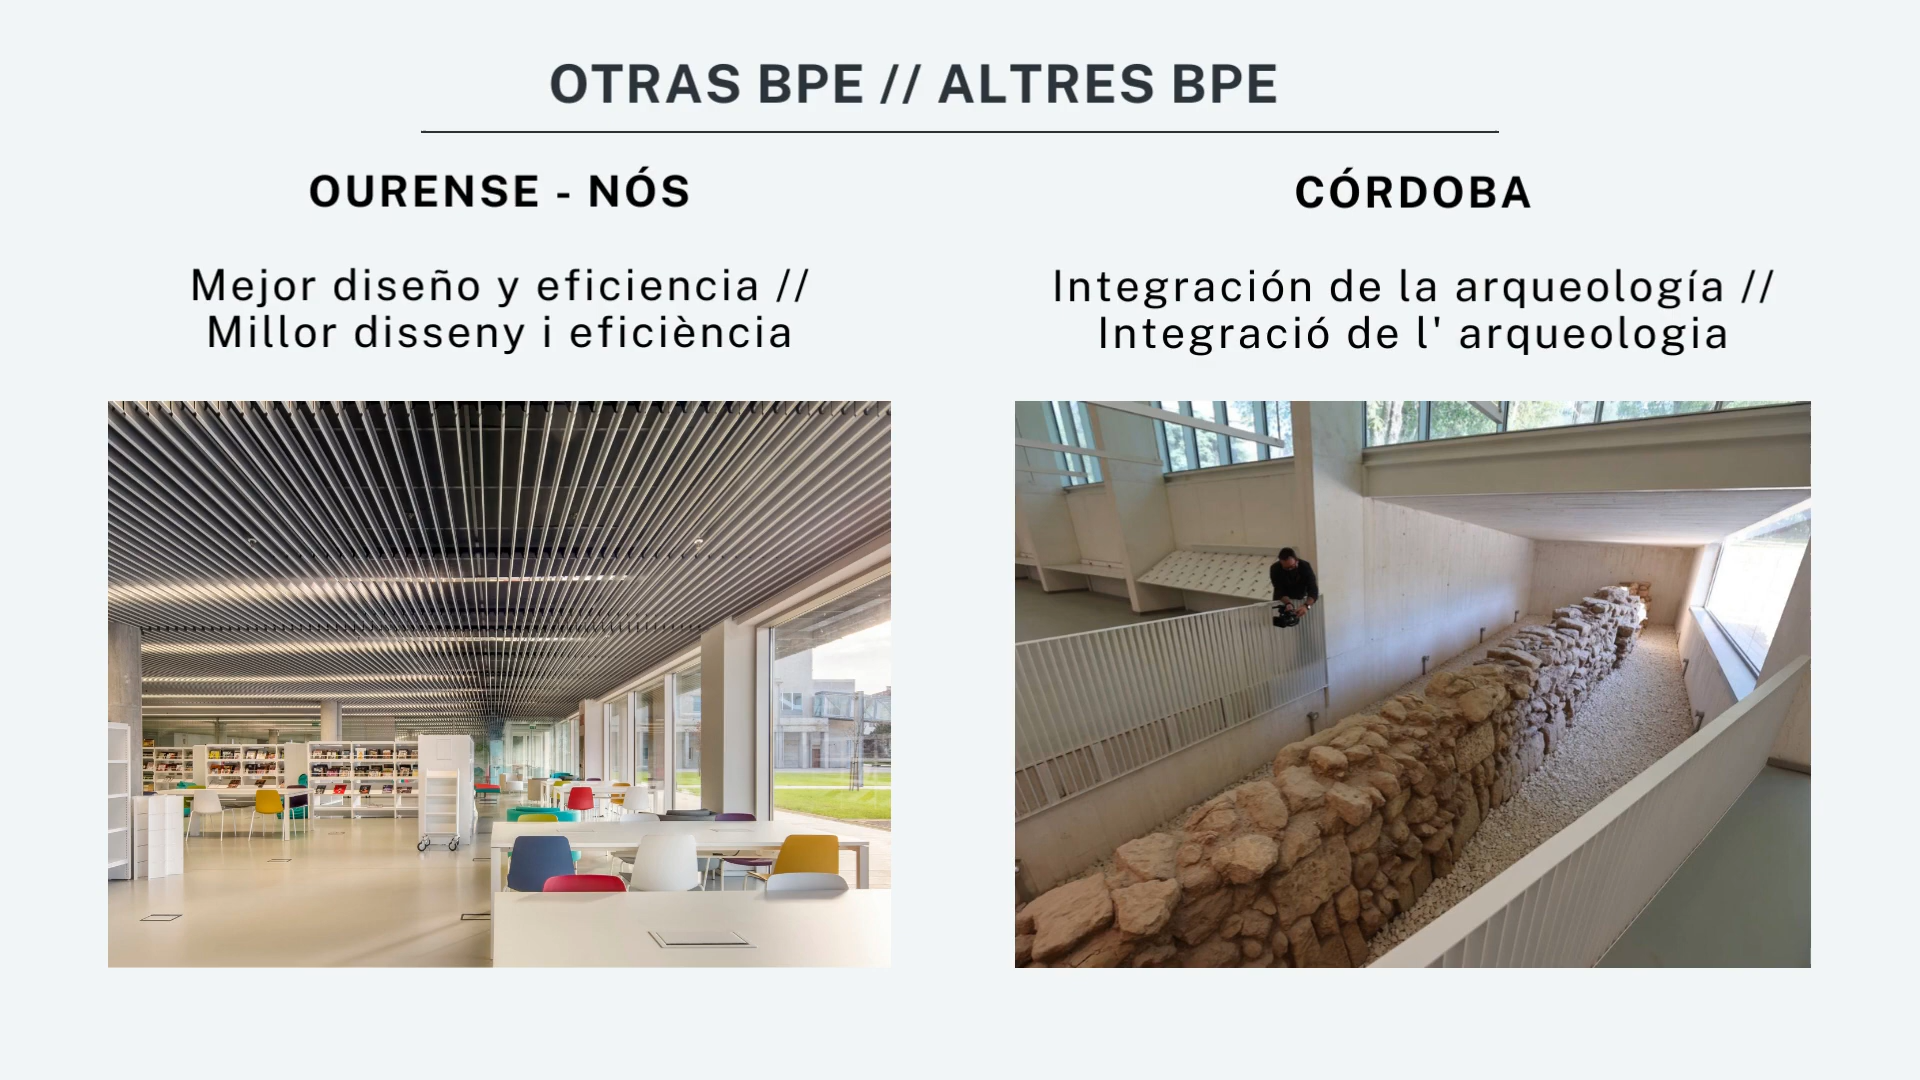 OTRAS BPE // ALTRES BPE
OURENSE - NÓS
Mejor diseño y eficiencia //
Millor disseny i eficiència
CÓRDOBA
Integración de la arqueología //
Integració de l' arqueologia